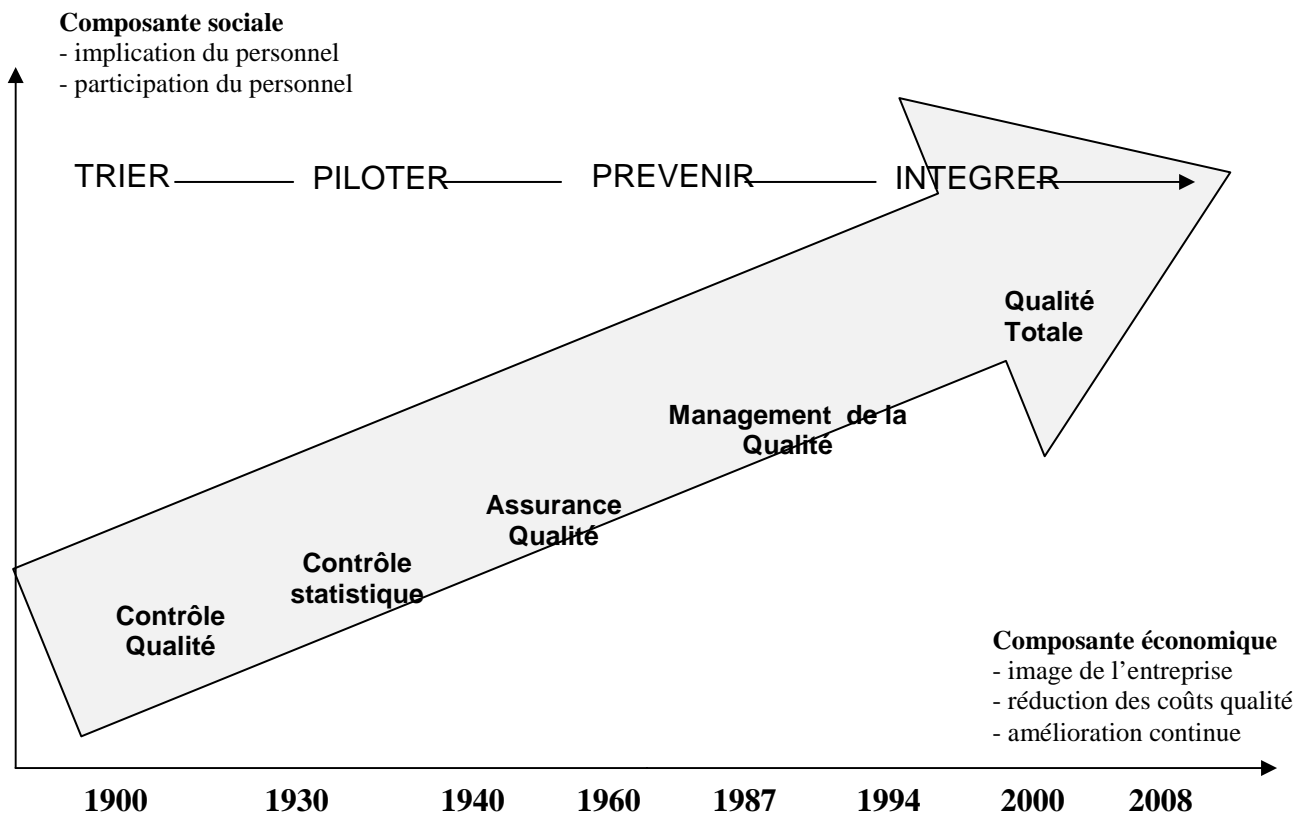 Composante sociale
- implication du personnel
- participation du personnel
TRIER PILOTER PREVENIR INTEGRER
Qualité
Totale
Management de la
Qualité
Assurance
Qualité
Contrôle
statistique
Contrôle
Qualité
Composante économique
- image de l’entreprise
- réduction des coûts qualité
- amélioration continue
1900 1930 1940 1960 1987 1994 2000 2008